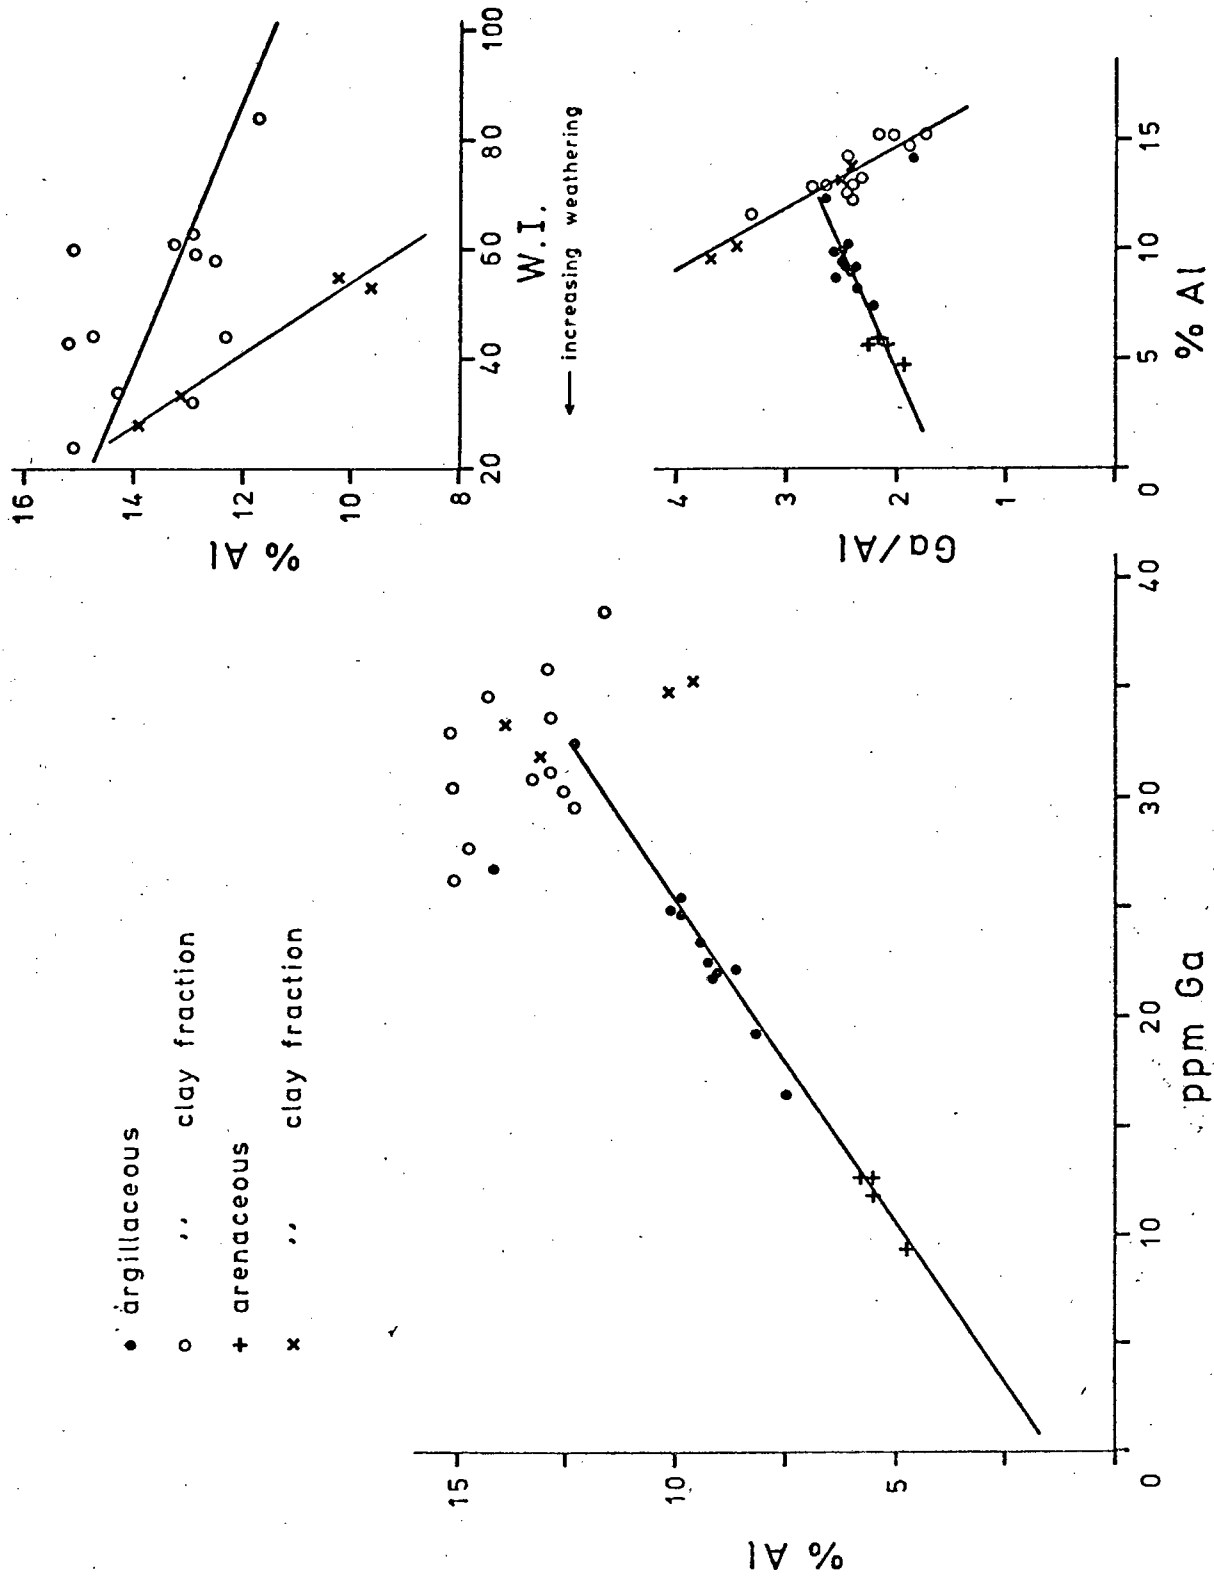 argillaceous
,, clay fraction
arenaceous
,, clay fraction
% Al
15
10
5
0
10
20
30
40
ppm Ga
% Al
16
14
12
10
8
20
40
60
80
100
W.I.
← increasing weathering
Ga/Al
4
3
2
1
0
5
10
15
% Al